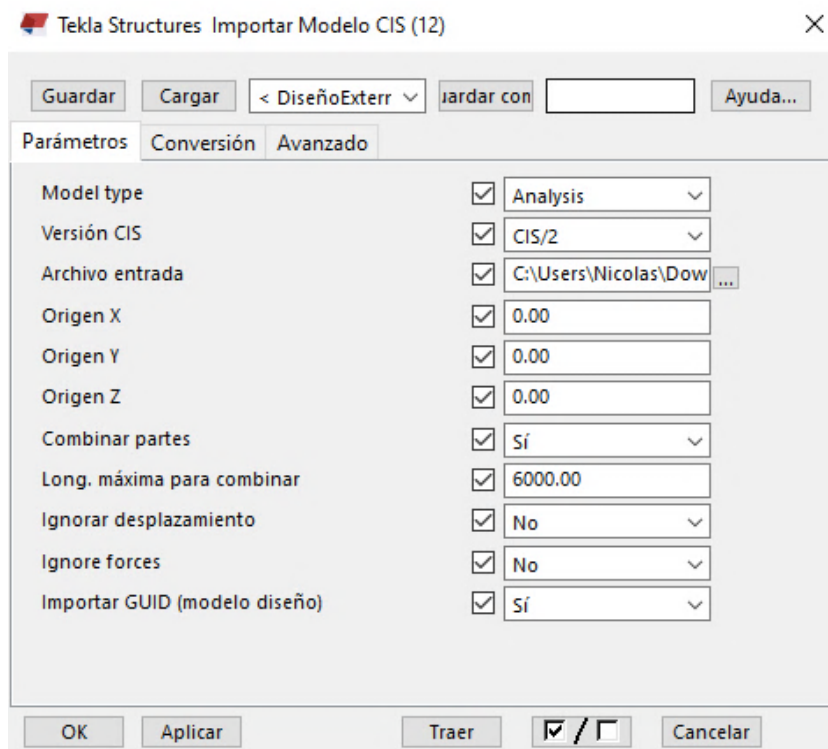 Tekla Structures Importar Modelo CIS (12)
Guardar Cargar < DiseñoExterr uardar con Ayuda...
Parámetros Conversión Avanzado
Model type Analysis
Versión CIS CIS/2
Archivo entrada C:\Users\Nicolas\Dow ...
Origen X 0.00
Origen Y 0.00
Origen Z 0.00
Combinar partes Sí
Long. máxima para combinar 6000.00
Ignorar desplazamiento No
Ignore forces No
Importar GUID (modelo diseño) Sí
OK Aplicar Traer / Cancelar